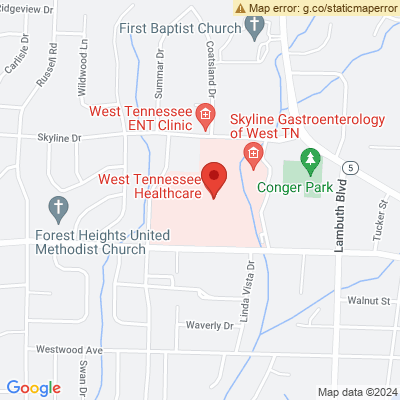 Map error: g.co/staticmaperror
Ridgeview Dr
First Baptist Church
Carlisle Dr
Russell Rd
Wildwood Ln
Summar Dr
Coatsland Dr
West Tennessee
ENT Clinic
Skyline Gastroenterology
of West TN
Skyline Dr
Conger Park
5
West Tennessee
Healthcare
Lambuth Blvd
Tucker St
Forest Heights United
Methodist Church
Linda Vista Dr
Walnut St
Waverly Dr
Westwood Ave
Swan Dr
Google
Map data ©2024